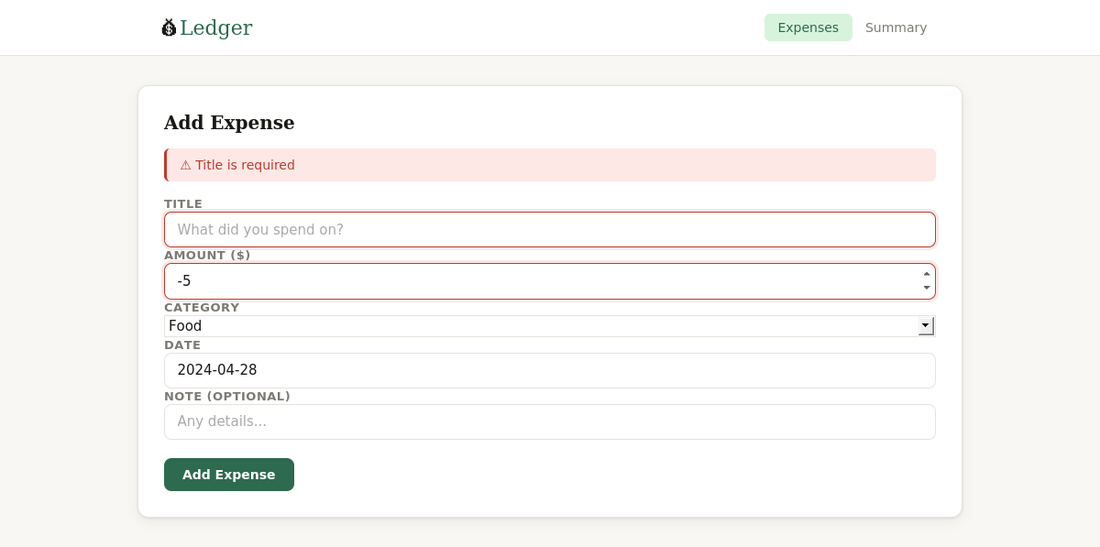 Ledger
Expenses
Summary
Add Expense
⚠ Title is required
TITLE
What did you spend on?
AMOUNT ($)
-5
CATEGORY
Food
DATE
2024-04-28
NOTE (OPTIONAL)
Any details...
Add Expense